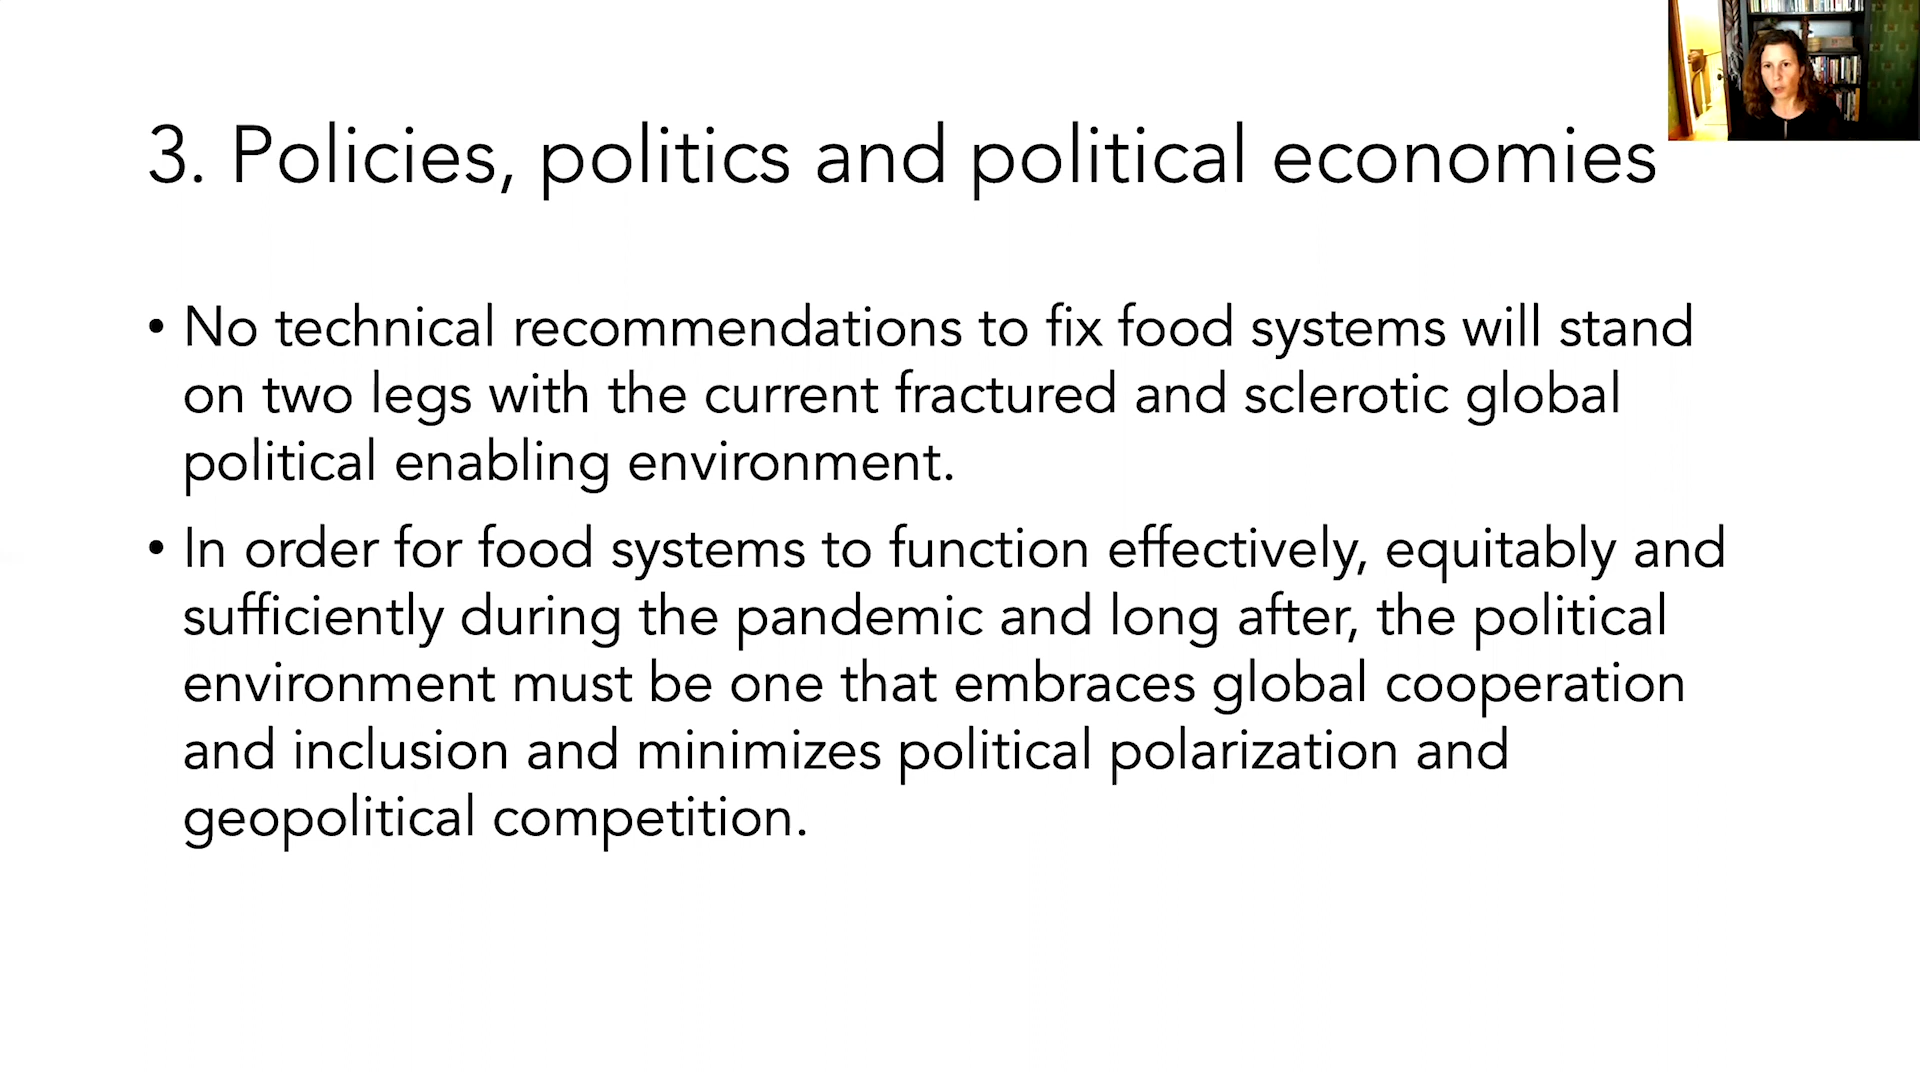 3. Policies, politics and political economies
• No technical recommendations to fix food systems will stand
on two legs with the current fractured and sclerotic global
political enabling environment.
• In order for food systems to function effectively, equitably and
sufficiently during the pandemic and long after, the political
environment must be one that embraces global cooperation
and inclusion and minimizes political polarization and
geopolitical competition.